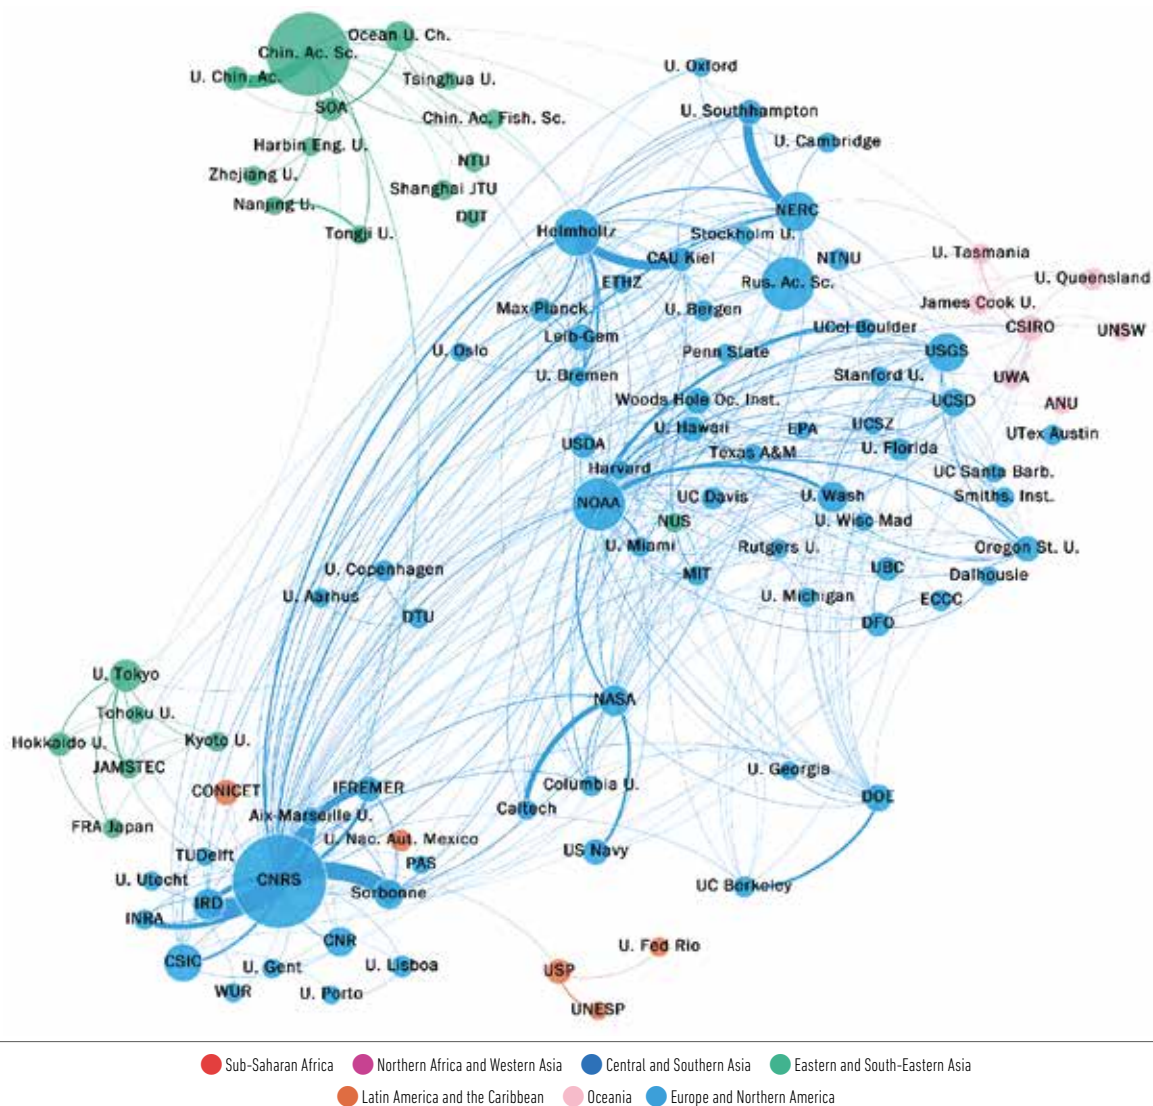 Ocean U. Ch.
Chin. Ac. Sc.
U. Chin. Ac.
Tsinghua U.
SOA
Chin. Ac. Fish. Sc.
Harbin Eng. U.
NTU
Zhejiang U.
Shanghai JTU
Nanjing U.
DUT
Tongji U.
U. Oxford
U. Southhampton
U. Cambridge
NERC
Helmholtz
Stockholm U.
CAU Kiel
NTNU
ETHZ
Rus. Ac. Sc.
Max-Planck.
U. Bergen
Leib-Gem
UCol Boulder
U. Oslo
Penn State
USGS
U. Bremen
Stanford U.
Woods Hole Oc. Inst.
UCSD
U. Tasmania
U. Queensland
James Cook U.
CSIRO
UNSW
UWA
ANU
UTex Austin
U. Hawaii
EPA
UCSZ
USDA
Texas A&M
U. Florida
Harvard
UC Santa Barb.
NOAA
UC Davis
U. Wash
Smiths. Inst.
NUS
U. Wisc Mad
U. Miami
Rutgers U.
Oregon St. U.
MIT
UBC
Dalhousie
U. Michigan
ECCC
DFO
U. Copenhagen
U. Aarhus
DTU
U. Tokyo
Tohoku U.
Hokkaido U.
Kyoto U.
JAMSTEC
FRA Japan
NASA
Columbia U.
Caltech
US Navy
U. Georgia
DOE
UC Berkeley
CONICET
IFREMER
Aix-Marseille U.
U. Nac. Aut. Mexico
TUDelft
PAS
U. Utecht
CNRS
Sorbonne
IRD
INRA
CNR
CSIC
U. Gent
U. Lisboa
WUR
U. Porto
U. Fed Rio
USP
UNESP
Sub-Saharan Africa
Northern Africa and Western Asia
Central and Southern Asia
Eastern and South-Eastern Asia
Latin America and the Caribbean
Oceania
Europe and Northern America